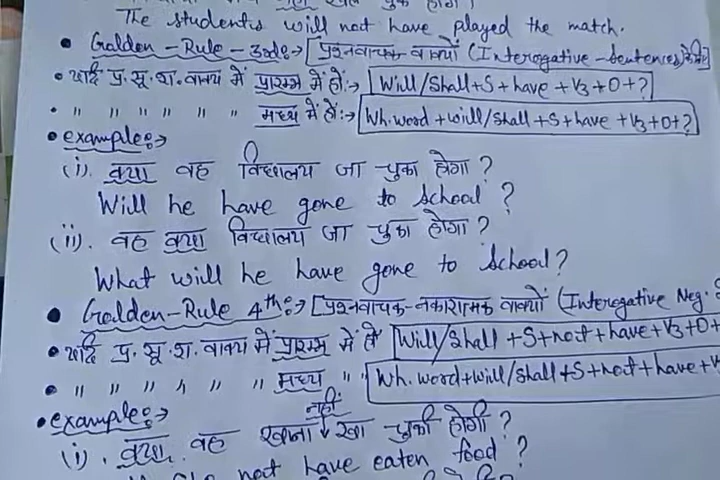 The students will not have played the match.
• Golden-Rule-3rd:→ [प्रश्नवाचक वाक्यों (Interogative-Sentences)
• यदि प्र. सू. श. वाक्य में प्रारम्भ में हो:→ [Will/Shall+S+have+V3+O+?]
• " " " " " " मध्य में हों:→ [Wh.word+will/shall+S+have+V3+O+?]
• example:→
(i). क्या वह विद्यालय जा चुका होगा?
Will he have gone to School?
(ii). वह क्या विद्यालय जा चुका होगा?
What will he have gone to School?
• Golden-Rule 4th:→ [प्रश्नवाचक-नकारात्मक वाक्यों (Interogative Neg.
• यदि प्र. सू. श. वाक्य में प्रारम्भ में हों [Will/Shall+S+not+have+V3+O+
• " " " " " " मध्य " " [Wh.word+will/shall+S+not+have+V
• example:→
(i). क्या वह खाना नहीं खा चुकी होगी?
not have eaten food?